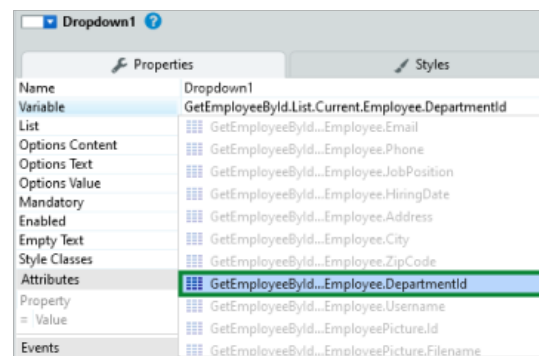 Dropdown1 ?
Properties
Styles
Name Dropdown1
Variable GetEmployeeById.List.Current.Employee.DepartmentId
List GetEmployeeById...Employee.Email
Options Content GetEmployeeById...Employee.Phone
Options Text GetEmployeeById...Employee.JobPosition
Options Value GetEmployeeById...Employee.HiringDate
Mandatory GetEmployeeById...Employee.Address
Enabled GetEmployeeById...Employee.City
Empty Text GetEmployeeById...Employee.ZipCode
Style Classes
Attributes GetEmployeeById...Employee.DepartmentId
Property GetEmployeeById...Employee.Username
= Value GetEmployeeById...EmployeePicture.Id
Events GetEmployeeById...EmployeePicture.Filename